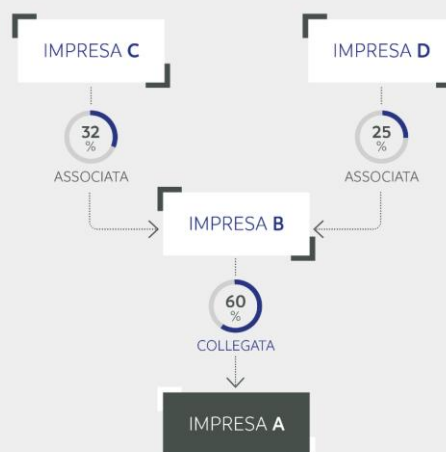 IMPRESA C
IMPRESA D
32
%
25
%
ASSOCIATA
ASSOCIATA
IMPRESA B
60
%
COLLEGATA
IMPRESA A